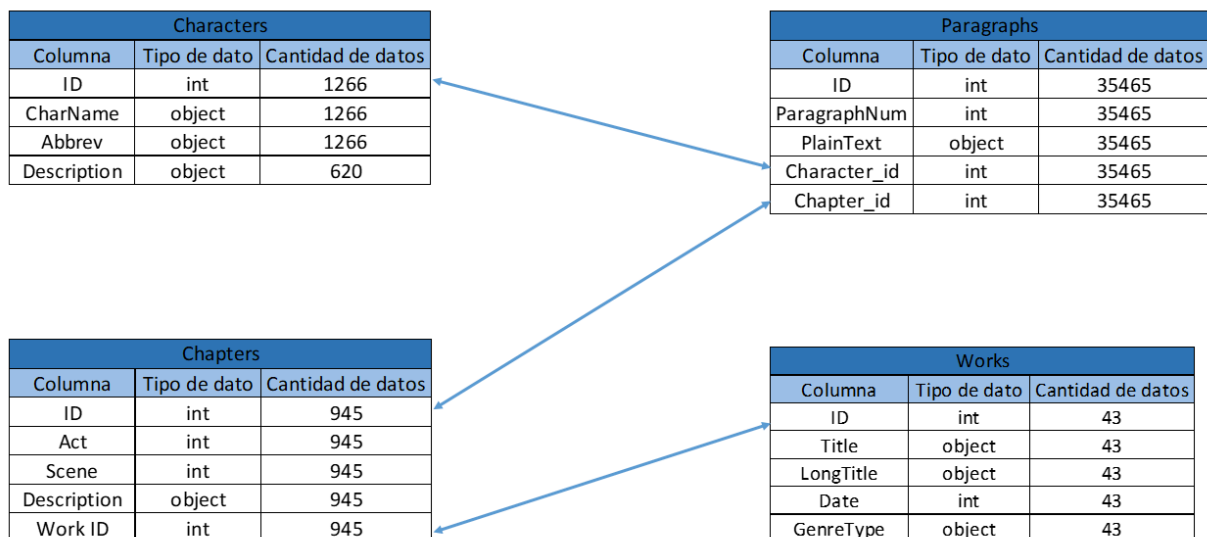 Characters
Columna Tipo de dato Cantidad de datos
ID int 1266
CharName object 1266
Abbrev object 1266
Description object 620
Paragraphs
Columna Tipo de dato Cantidad de datos
ID int 35465
ParagraphNum int 35465
PlainText object 35465
Character_id int 35465
Chapter_id int 35465
Chapters
Columna Tipo de dato Cantidad de datos
ID int 945
Act int 945
Scene int 945
Description object 945
Work ID int 945
Works
Columna Tipo de dato Cantidad de datos
ID int 43
Title object 43
LongTitle object 43
Date int 43
GenreType object 43